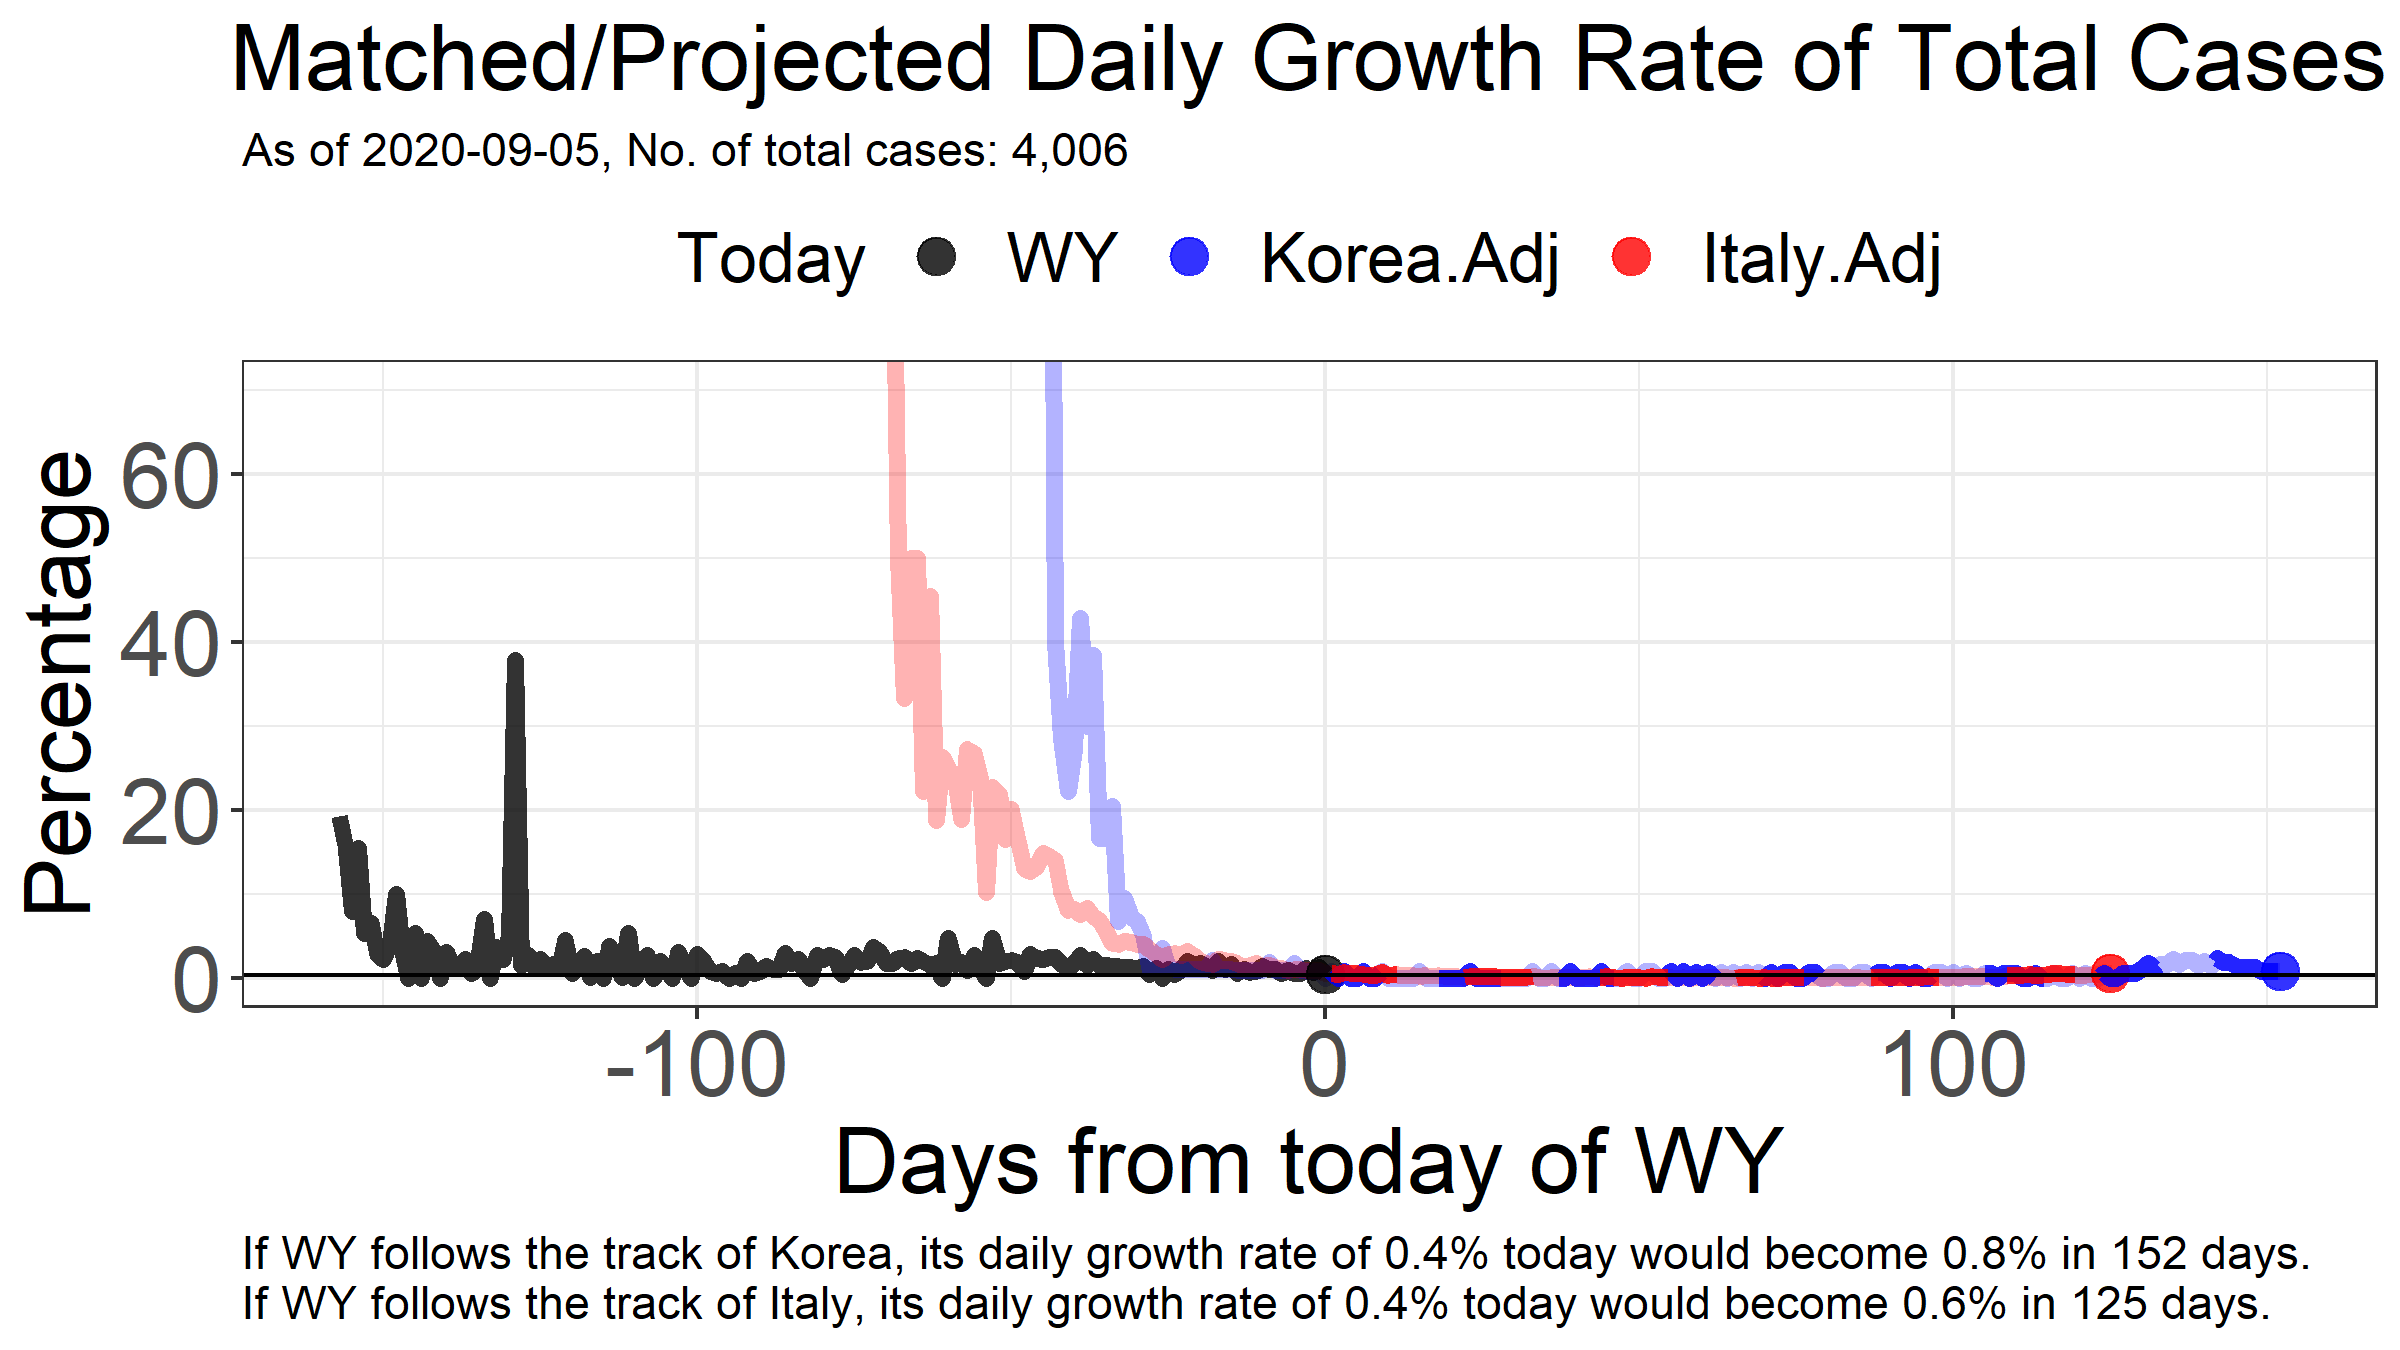 Matched/Projected Daily Growth Rate of Total Cases
As of 2020-09-05, No. of total cases: 4,006
Today WY Korea.Adj Italy.Adj
Percentage
60
40
20
0
-100 0 100
Days from today of WY
If WY follows the track of Korea, its daily growth rate of 0.4% today would become 0.8% in 152 days.
If WY follows the track of Italy, its daily growth rate of 0.4% today would become 0.6% in 125 days.